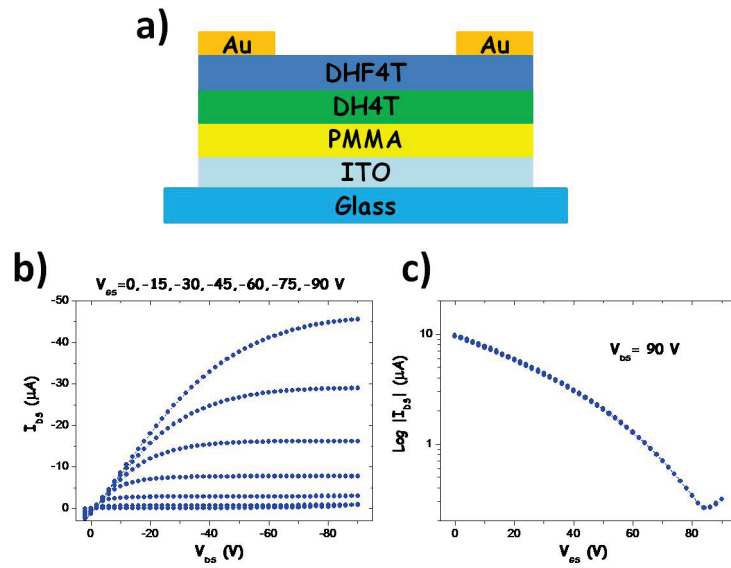 a)
Au Au
DHF4T
DH4T
PMMA
ITO
Glass
b)
V_GS=0,-15,-30,-45,-60,-75,-90 V
-50
-40
-30
-20
-10
0
I_DS (μA)
0 -20 -40 -60 -80
V_DS (V)
c)
V_DS= 90 V
10
1
Log |I_DS| (μA)
0 20 40 60 80
V_GS (V)